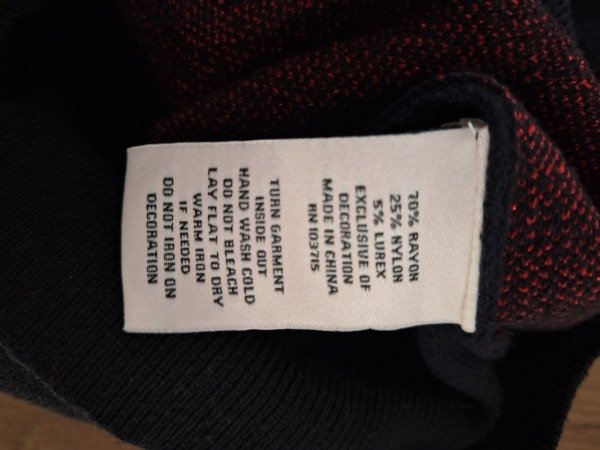 70% RAYON
25% NYLON
5% LUREX
EXCLUSIVE OF
DECORATION
MADE IN CHINA
RN 103715
TURN GARMENT
INSIDE OUT
HAND WASH COLD
DO NOT BLEACH
LAY FLAT TO DRY
WARM IRON
IF NEEDED
DO NOT IRON ON
DECORATION